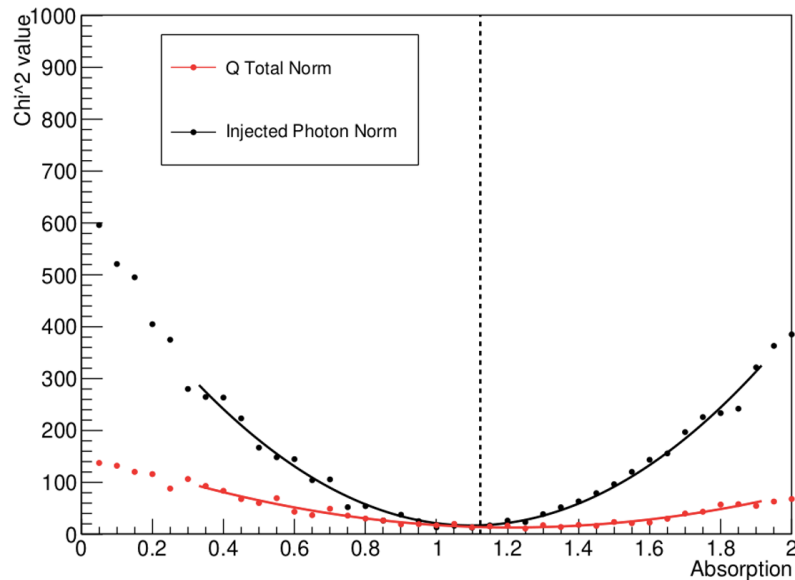 Chi^2 value
1000
900
800
700
600
500
400
300
200
100
0
Q Total Norm
Injected Photon Norm
0 0.2 0.4 0.6 0.8 1 1.2 1.4 1.6 1.8 2
Absorption